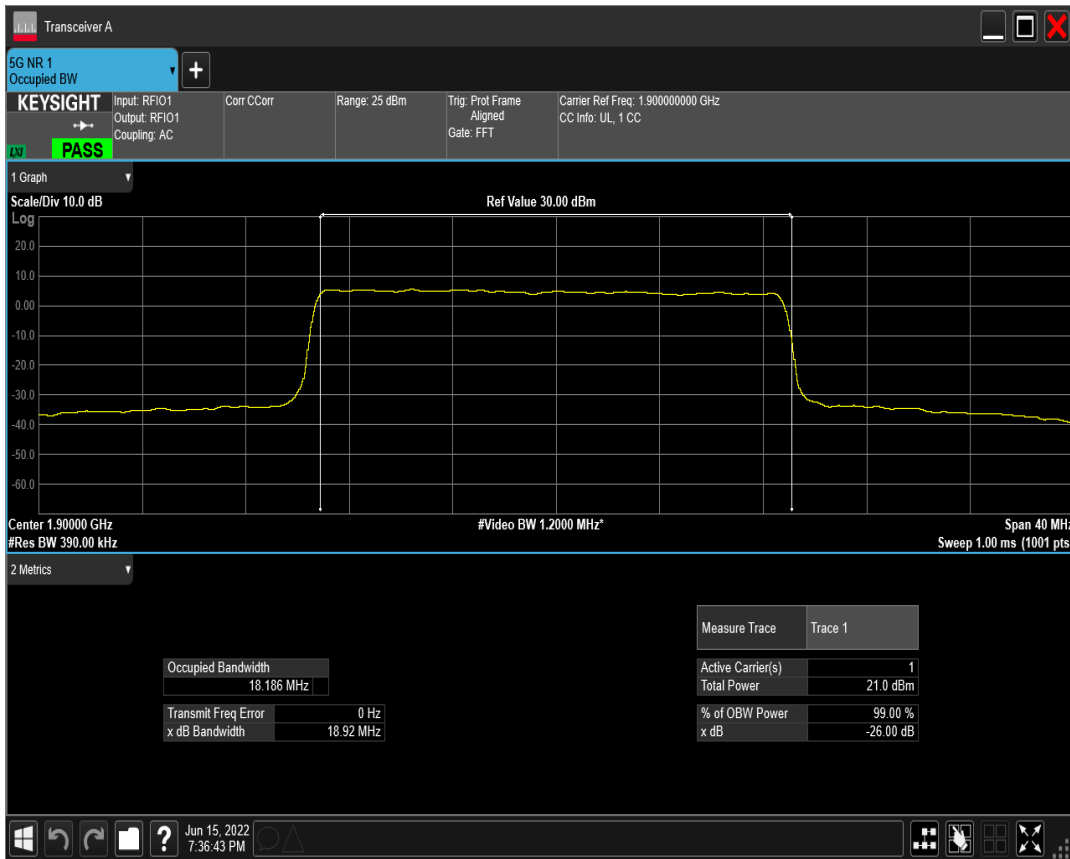 Transceiver A
5G NR 1
Occupied BW
+
KEYSIGHT
LXI
PASS
Input: RFIO1
Output: RFIO1
Coupling: AC
Corr CCorr
Range: 25 dBm
Trig: Prot Frame
Aligned
Gate: FFT
Carrier Ref Freq: 1.900000000 GHz
CC Info: UL, 1 CC
1 Graph
Scale/Div 10.0 dB
Ref Value 30.00 dBm
Log
20.0
10.0
0.00
-10.0
-20.0
-30.0
-40.0
-50.0
-60.0
Center 1.90000 GHz
#Video BW 1.2000 MHz*
Span 40 MHz
#Res BW 390.00 kHz
Sweep 1.00 ms (1001 pts
2 Metrics
Measure Trace Trace 1
Occupied Bandwidth
18.186 MHz
Active Carrier(s) 1
Total Power 21.0 dBm
Transmit Freq Error 0 Hz
x dB Bandwidth 18.92 MHz
% of OBW Power 99.00 %
x dB -26.00 dB
?
Jun 15, 2022
7:36:43 PM